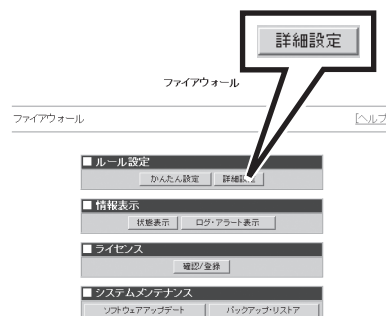 詳細設定
ファイアウォール
ファイアウォール [ヘルプ
■ ルール設定
かんたん設定 詳細設定
■ 情報表示
状態表示 ログ・アラート表示
■ ライセンス
確認/登録
■ システムメンテナンス
ソフトウェアアップデート バックアップ・リストア